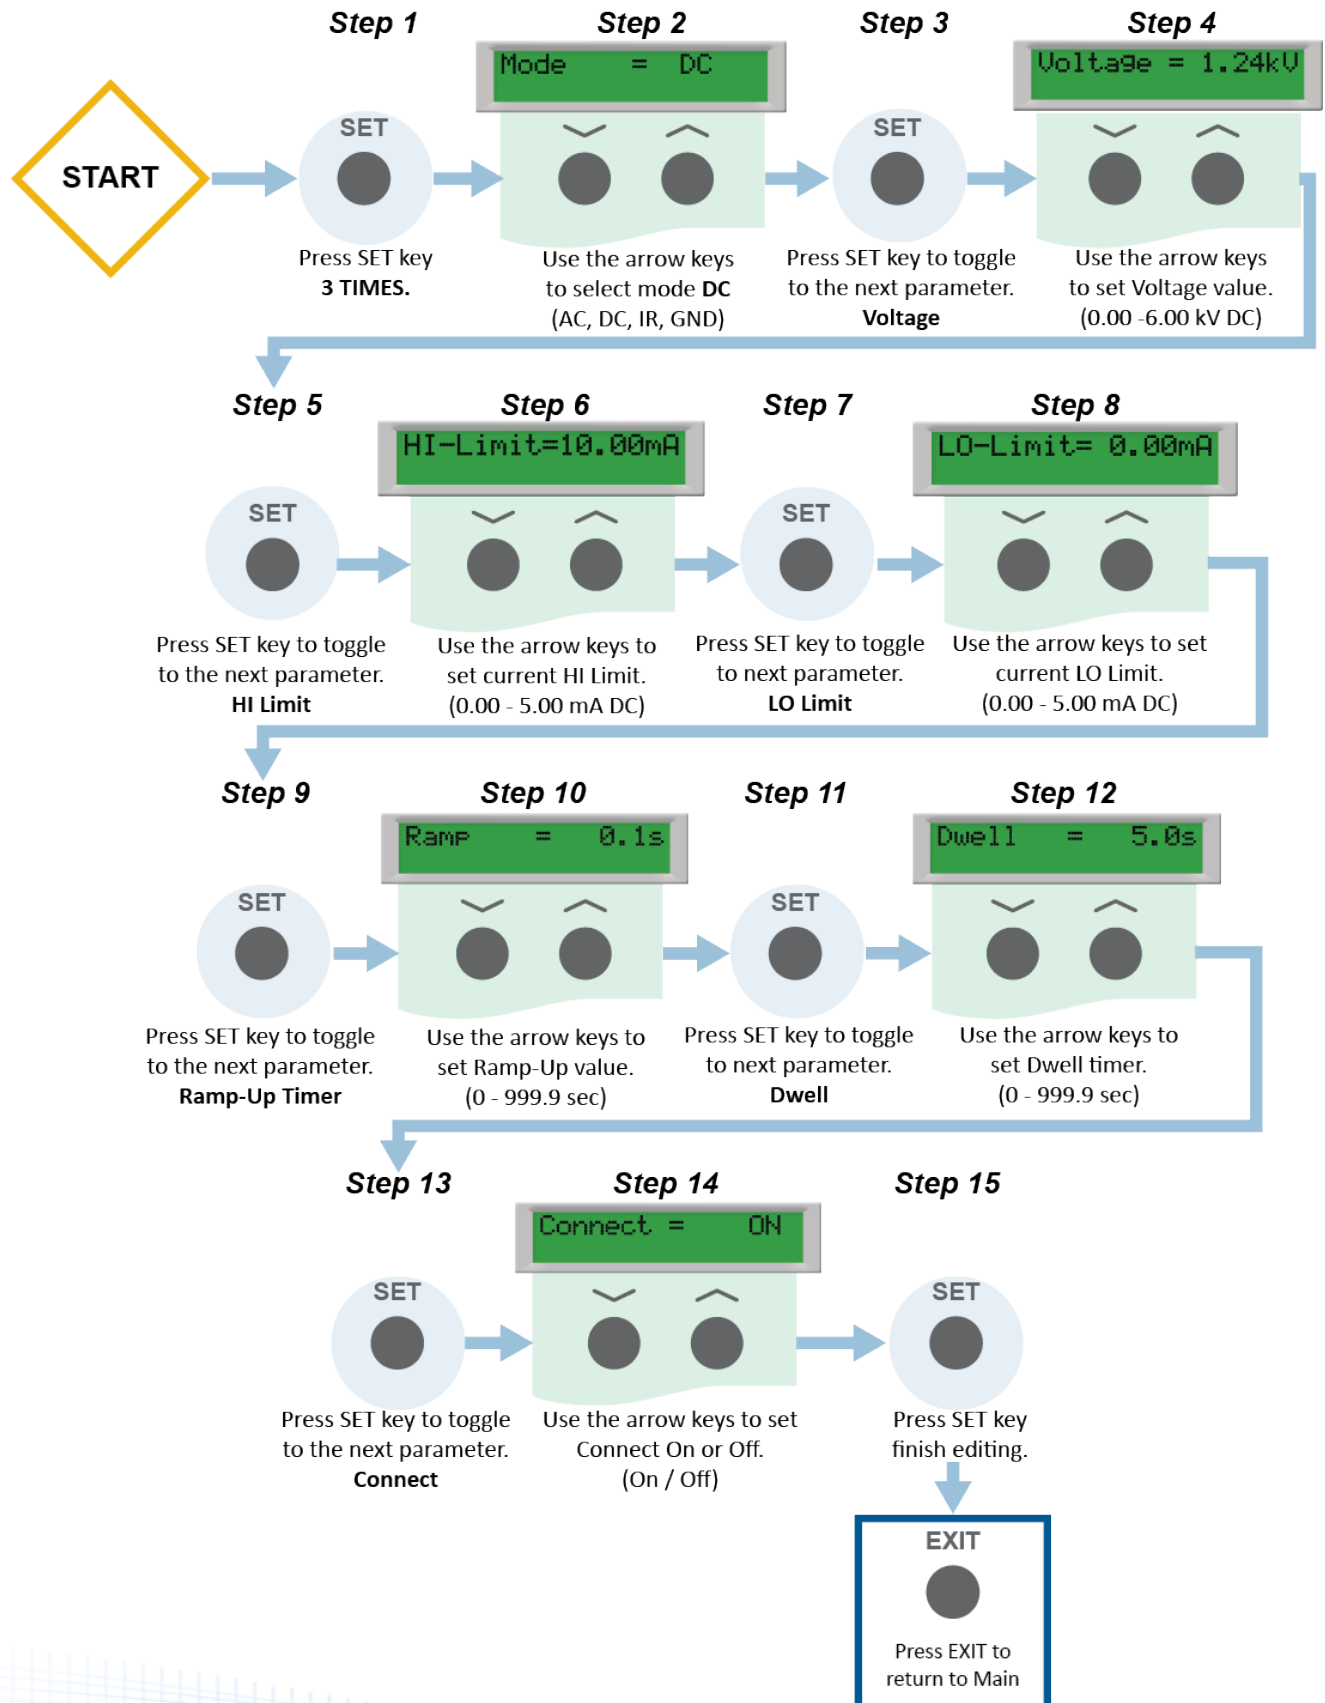 Step 1
Step 2
Step 3
Step 4
Mode = DC
Voltage = 1.24kV
START
SET
SET
Press SET key
3 TIMES.
Use the arrow keys
to select mode DC
(AC, DC, IR, GND)
Press SET key to toggle
to the next parameter.
Voltage
Use the arrow keys
to set Voltage value.
(0.00 -6.00 kV DC)
Step 5
Step 6
Step 7
Step 8
HI-Limit=10.00mA
LO-Limit= 0.00mA
SET
SET
Press SET key to toggle
to the next parameter.
HI Limit
Use the arrow keys to
set current HI Limit.
(0.00 - 5.00 mA DC)
Press SET key to toggle
to next parameter.
LO Limit
Use the arrow keys to set
current LO Limit.
(0.00 - 5.00 mA DC)
Step 9
Step 10
Step 11
Step 12
Ramp = 0.1s
Dwell = 5.0s
SET
SET
Press SET key to toggle
to the next parameter.
Ramp-Up Timer
Use the arrow keys to
set Ramp-Up value.
(0 - 999.9 sec)
Press SET key to toggle
to next parameter.
Dwell
Use the arrow keys to
set Dwell timer.
(0 - 999.9 sec)
Step 13
Step 14
Step 15
Connect = ON
SET
SET
Press SET key to toggle
to the next parameter.
Connect
Use the arrow keys to set
Connect On or Off.
(On / Off)
Press SET key
finish editing.
EXIT
Press EXIT to
return to Main